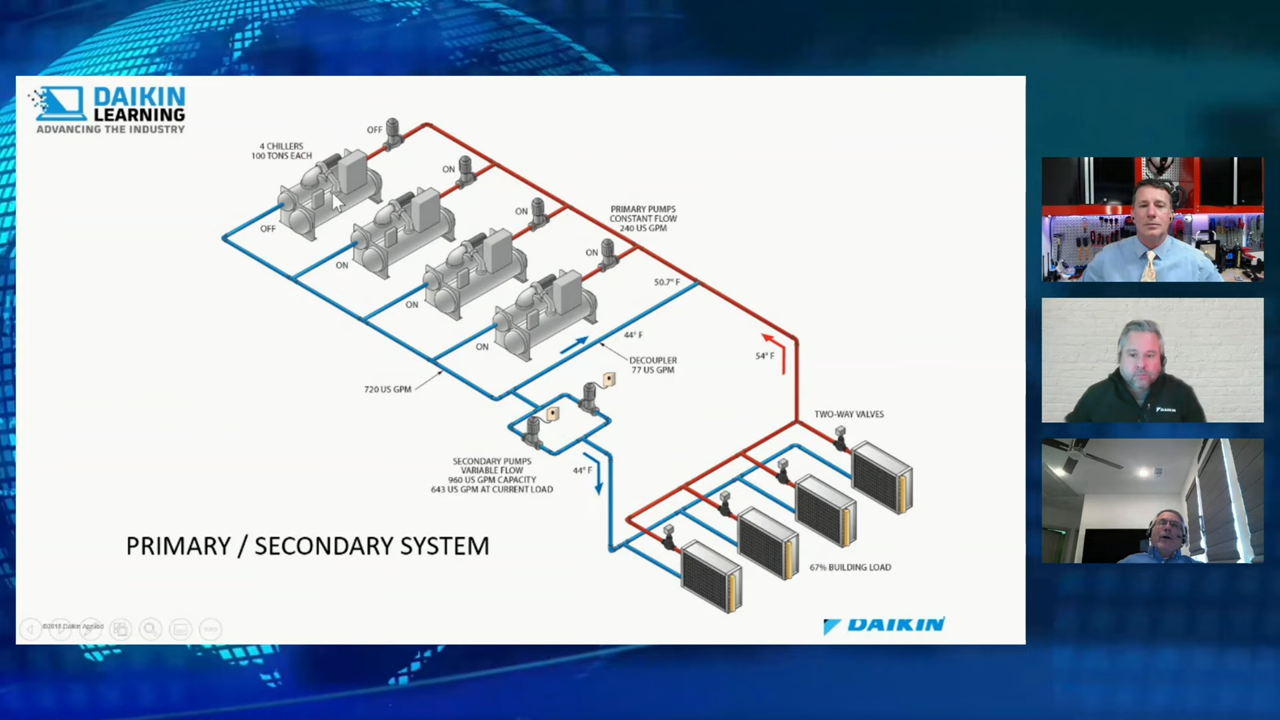 DAIKIN
LEARNING
ADVANCING THE INDUSTRY
4 CHILLERS
100 TONS EACH
OFF
ON
ON
ON
OFF
ON
ON
ON
PRIMARY PUMPS
CONSTANT FLOW
240 US GPM
50.7° F
44° F
DECOUPLER
77 US GPM
54° F
720 US GPM
TWO-WAY VALVES
SECONDARY PUMPS
VARIABLE FLOW
960 US GPM CAPACITY
643 US GPM AT CURRENT LOAD
44° F
PRIMARY / SECONDARY SYSTEM
67% BUILDING LOAD
DAIKIN